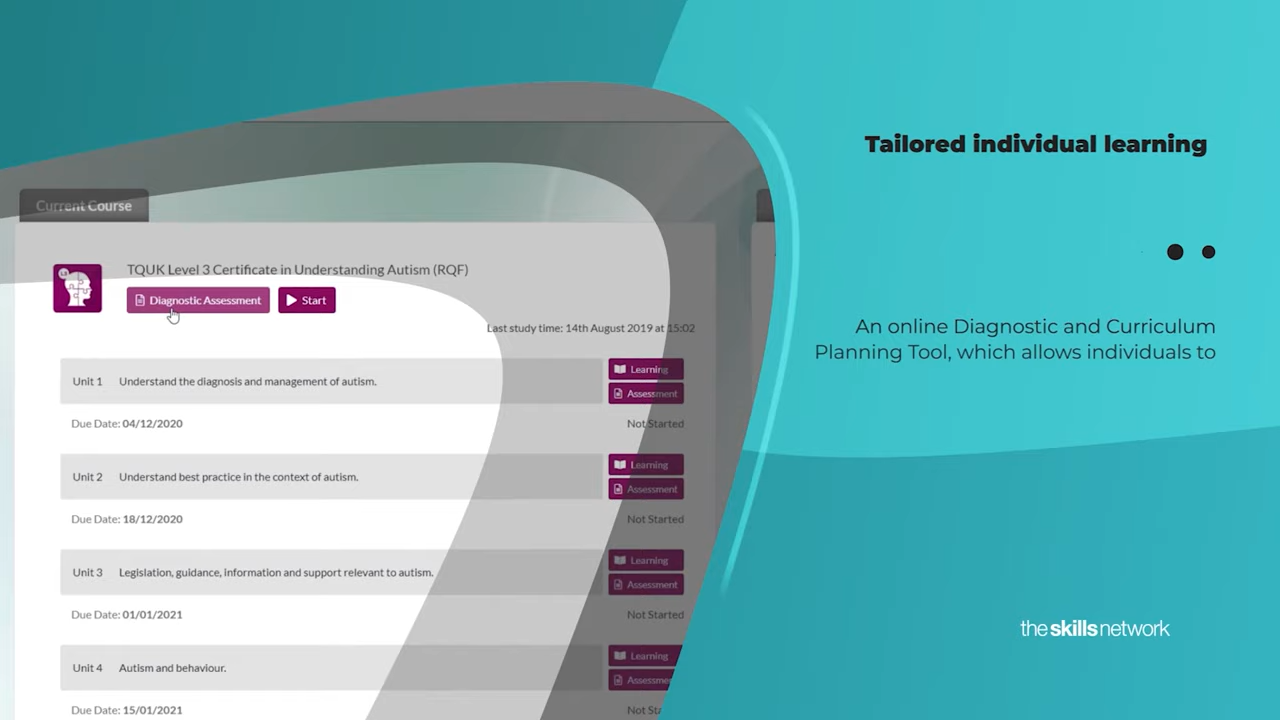 Tailored individual learning
An online Diagnostic and Curriculum
Planning Tool, which allows individuals to
theskillsnetwork
Current Course
TQUK Level 3 Certificate in Understanding Autism (RQF)
Diagnostic Assessment Start
Last study time: 14th August 2019 at 15:02
Unit 1 Understand the diagnosis and management of autism.
Learning
Assessment
Due Date: 04/12/2020 Not Started
Unit 2 Understand best practice in the context of autism.
Learning
Assessment
Due Date: 18/12/2020 Not Started
Unit 3 Legislation, guidance, information and support relevant to autism.
Learning
Assessment
Due Date: 01/01/2021 Not Started
Unit 4 Autism and behaviour.
Learning
Assessme
Due Date: 15/01/2021 Not Sta